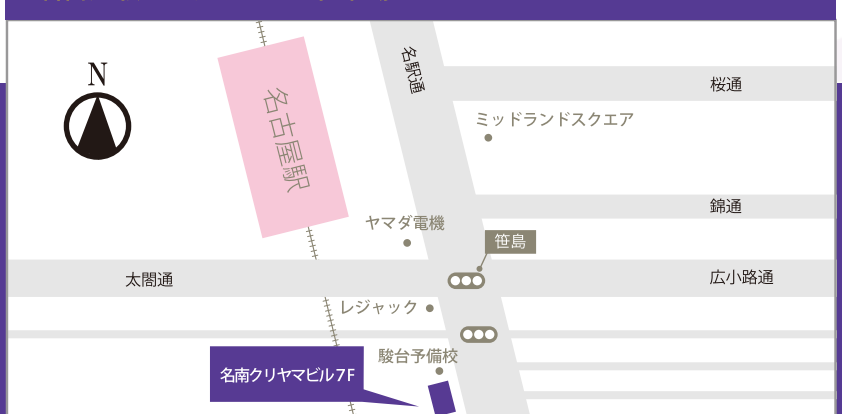 N
名古屋駅
名駅通
桜通
ミッドランドスクエア
錦通
ヤマダ電機
笹島
太閤通
広小路通
レジャック
駿台予備校
名南クリヤマビル7F